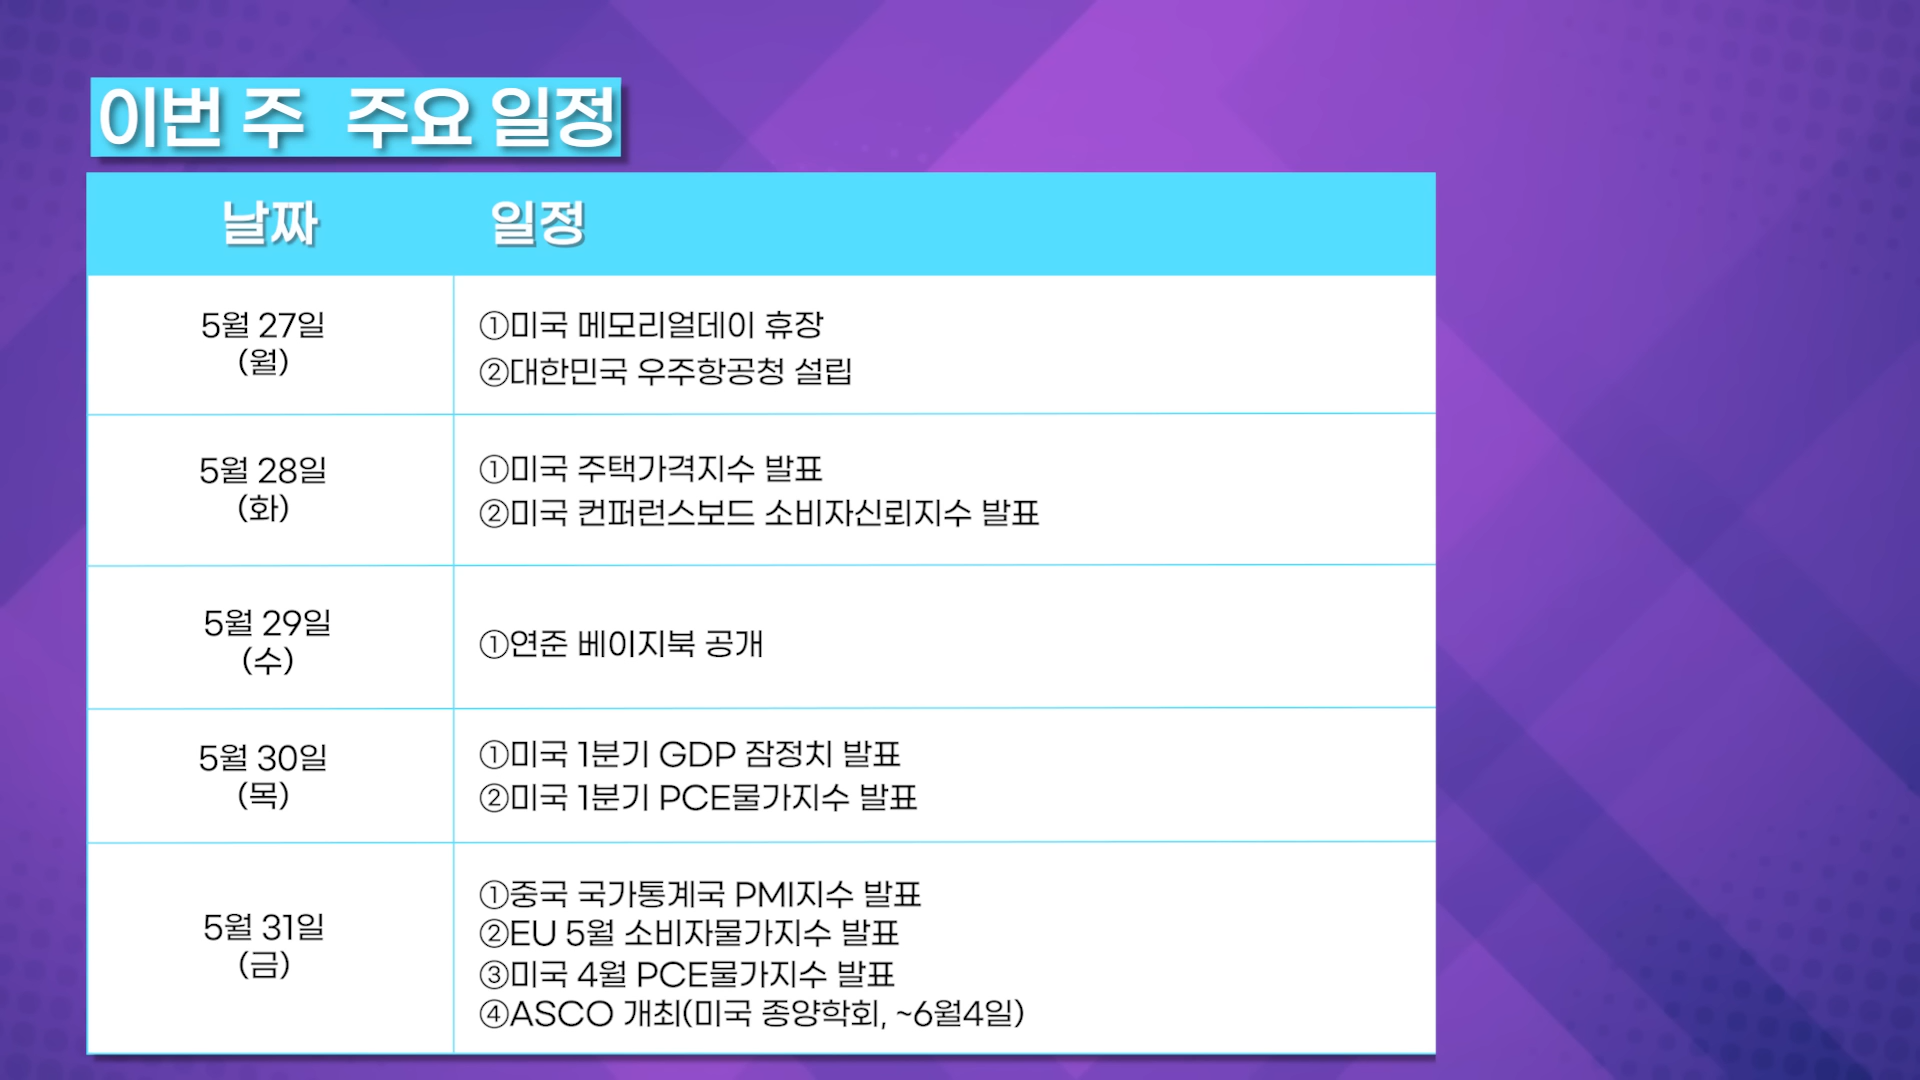 이번 주 주요 일정
날짜 일정
5월 27일
(월)
①미국 메모리얼데이 휴장
②대한민국 우주항공청 설립
5월 28일
(화)
①미국 주택가격지수 발표
②미국 컨퍼런스보드 소비자신뢰지수 발표
5월 29일
(수)
①연준 베이지북 공개
5월 30일
(목)
①미국 1분기 GDP 잠정치 발표
②미국 1분기 PCE물가지수 발표
5월 31일
(금)
①중국 국가통계국 PMI지수 발표
②EU 5월 소비자물가지수 발표
③미국 4월 PCE물가지수 발표
④ASCO 개최(미국 종양학회, ~6월4일)